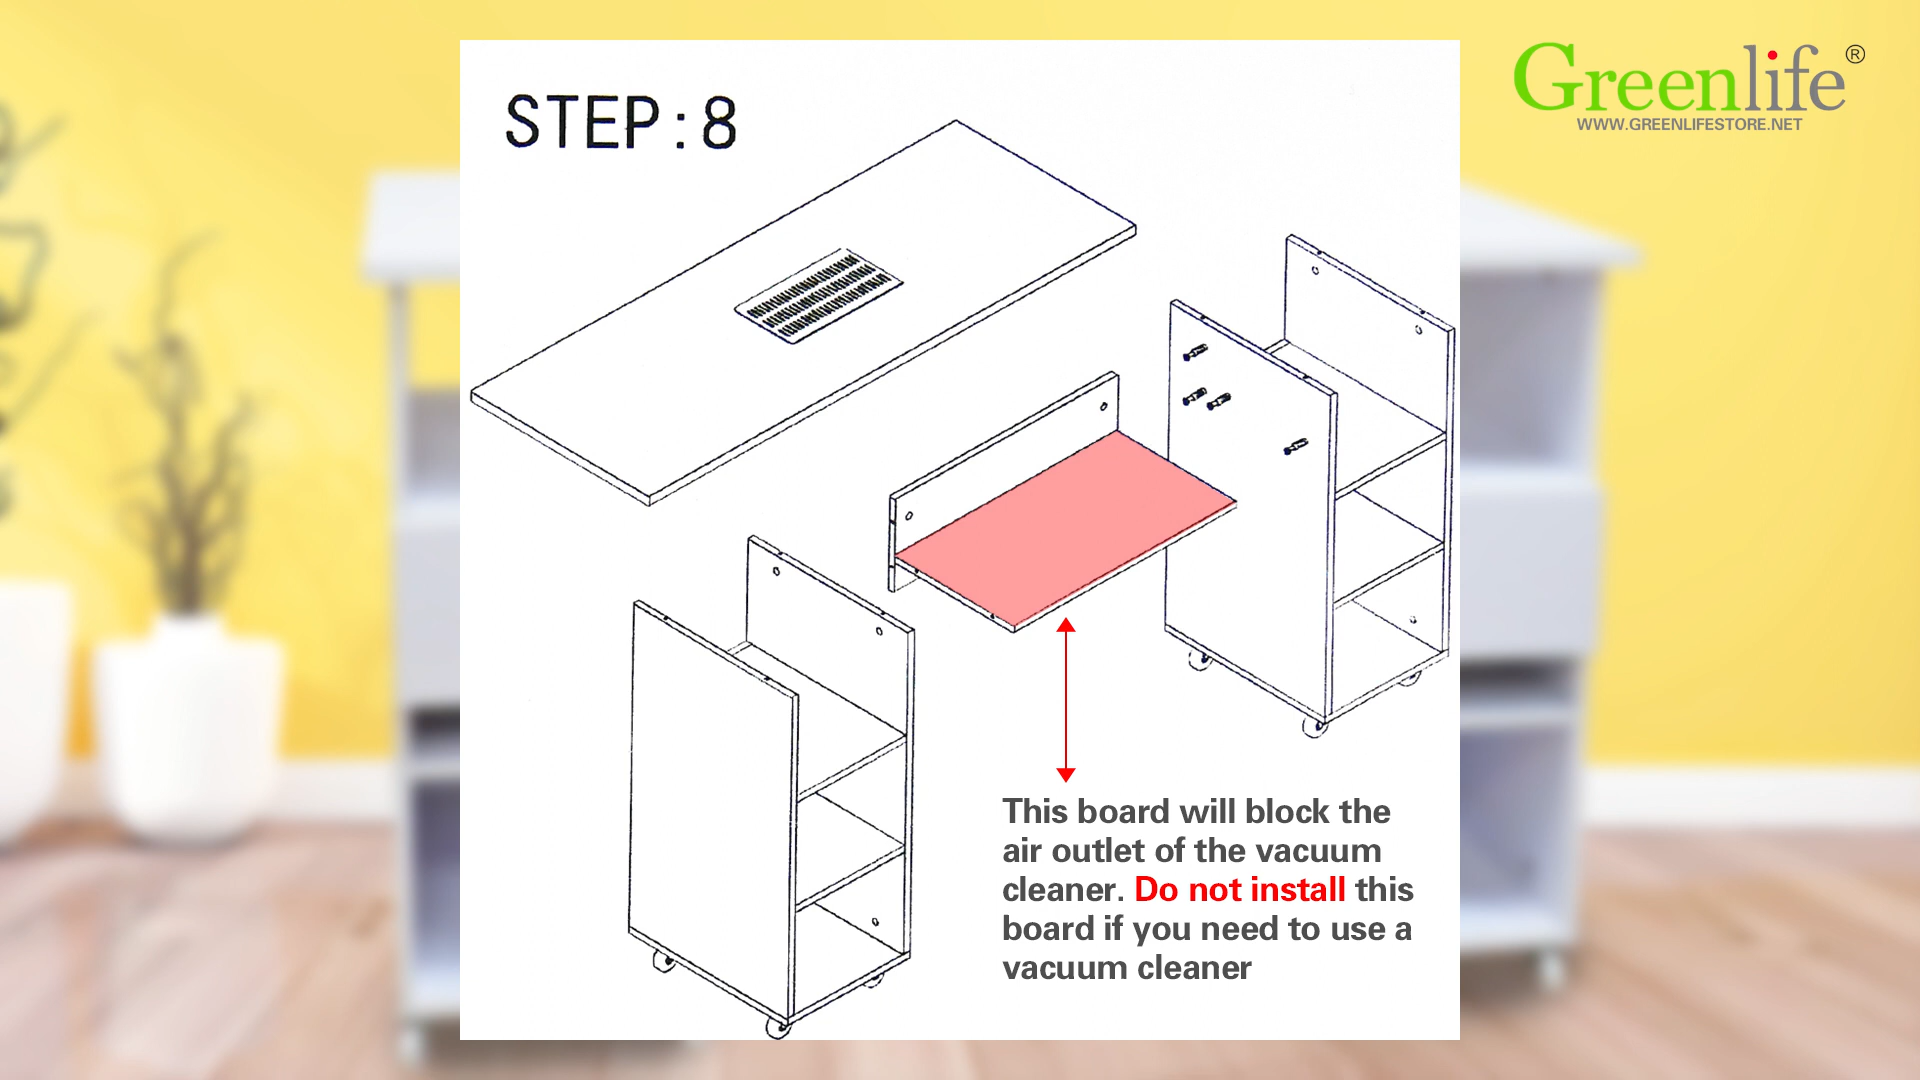 STEP:8
Greenlife®
WWW.GREENLIFESTORE.NET
This board will block the
air outlet of the vacuum
cleaner. Do not install this
board if you need to use a
vacuum cleaner